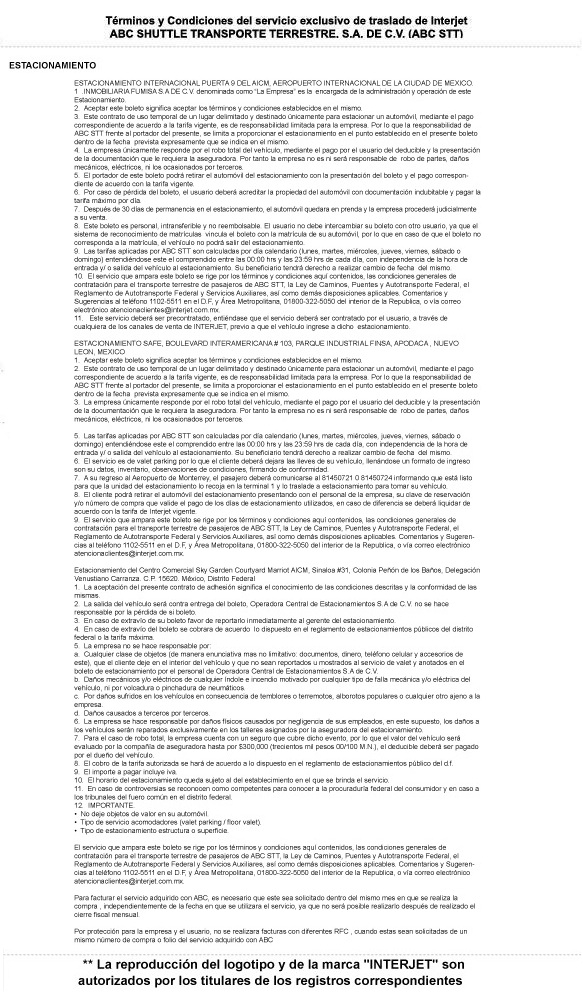 Términos y Condiciones del servicio exclusivo de traslado de Interjet
ABC SHUTTLE TRANSPORTE TERRESTRE. S.A. DE C.V. (ABC STT)
ESTACIONAMIENTO
ESTACIONAMIENTO INTERNACIONAL PUERTA 9 DEL AICM, AEROPUERTO INTERNACIONAL DE LA CIUDAD DE MEXICO.
1 .INMOBILIARIA FUMISA S.A DE C.V. denominada como "La Empresa" es la encargada de la administración y operación de este
Estacionamiento.
2. Aceptar este boleto significa aceptar los términos y condiciones establecidos en el mismo.
3. Este contrato de uso temporal de un lugar delimitado y destinado únicamente para estacionar un automóvil, mediante el pago
correspondiente de acuerdo a la tarifa vigente, es de responsabilidad limitada para la empresa. Por lo que la responsabilidad de
ABC STT frente al portador del presente, se limita a proporcionar el estacionamiento en el punto establecido en el presente boleto
dentro de la fecha prevista expresamente que se indica en el mismo.
4. La empresa únicamente responde por el robo total del vehículo, mediante el pago por el usuario del deducible y la presentación
de la documentación que le requiera la aseguradora. Por tanto la empresa no es ni será responsable de robo de partes, daños
mecánicos, eléctricos, ni los ocasionados por terceros.
5. El portador de este boleto podrá retirar el automóvil del estacionamiento con la presentación del boleto y el pago correspon-
diente de acuerdo con la tarifa vigente.
6. Por caso de pérdida del boleto, el usuario deberá acreditar la propiedad del automóvil con documentación indubitable y pagar la
tarifa máximo por día.
7. Después de 30 días de permanencia en el estacionamiento, el automóvil quedara en prenda y la empresa procederá judicialmente
a su venta.
8. Este boleto es personal, intransferible y no reembolsable. El usuario no debe intercambiar su boleto con otro usuario, ya que el
sistema de reconocimiento de matrículas vincula el boleto con la matrícula de su automóvil, por lo que en caso de que el boleto no
corresponda a la matrícula, el vehículo no podrá salir del estacionamiento.
9. Las tarifas aplicadas por ABC STT son calculadas por día calendario (lunes, martes, miércoles, jueves, viernes, sábado o
domingo) entendiéndose este el comprendido entre las 00:00 hrs y las 23:59 hrs de cada día, con independencia de la hora de
entrada y/ o salida del vehículo al estacionamiento. Su beneficiario tendrá derecho a realizar cambio de fecha del mismo.
10. El servicio que ampara este boleto se rige por los términos y condiciones aquí contenidos, las condiciones generales de
contratación para el transporte terrestre de pasajeros de ABC STT, la Ley de Caminos, Puentes y Autotransporte Federal, el
Reglamento de Autotransporte Federal y Servicios Auxiliares, así como demás disposiciones aplicables. Comentarios y
Sugerencias al teléfono 1102-5511 en el D.F, y Área Metropolitana, 01800-322-5050 del interior de la Republica, o vía correo
electrónico atencionaclientes@interjet.com.mx.
11. Este servicio deberá ser precontratado, entiéndase que el servicio deberá ser contratado por el usuario, a través de
cualquiera de los canales de venta de INTERJET, previo a que el vehículo ingrese a dicho estacionamiento.
ESTACIONAMIENTO SAFE, BOULEVARD INTERAMERICANA # 103, PARQUE INDUSTRIAL FINSA, APODACA , NUEVO
LEON, MEXICO
1. Aceptar este boleto significa aceptar los términos y condiciones establecidos en el mismo.
2. Este contrato de uso temporal de un lugar delimitado y destinado únicamente para estacionar un automóvil, mediante el pago
correspondiente de acuerdo a la tarifa vigente, es de responsabilidad limitada para la empresa. Por lo que la responsabilidad de
ABC STT frente al portador del presente, se limita a proporcionar el estacionamiento en el punto establecido en el presente boleto
dentro de la fecha prevista expresamente que se indica en el mismo.
3. La empresa únicamente responde por el robo total del vehículo, mediante el pago por el usuario del deducible y la presentación
de la documentación que le requiera la aseguradora. Por tanto la empresa no es ni será responsable de robo de partes, daños
mecánicos, eléctricos, ni los ocasionados por terceros.
5. Las tarifas aplicadas por ABC STT son calculadas por día calendario (lunes, martes, miércoles, jueves, viernes, sábado o
domingo) entendiéndose este el comprendido entre las 00:00 hrs y las 23:59 hrs de cada día, con independencia de la hora de
entrada y/ o salida del vehículo al estacionamiento. Su beneficiario tendrá derecho a realizar cambio de fecha del mismo.
6. El servicio es de valet parking por lo que el cliente deberá dejara las lleves de su vehículo, llenándose un formato de ingreso
son su datos, inventario, observaciones de condiciones, firmando de conformidad.
7. A su regreso al Aeropuerto de Monterrey, el pasajero deberá comunicarse al 81450721 O 81450724 informando que está listo
para que la unidad del estacionamiento lo recoja en la terminal 1 y lo traslade a estacionamiento para tomar su vehículo.
8. El cliente podrá retirar el automóvil del estacionamiento presentando con el personal de la empresa, su clave de reservación
y/o número de compra que valide el pago de los días de estacionamiento utilizados, en caso de diferencia se deberá liquidar de
acuerdo con la tarifa de Interjet vigente.
9. El servicio que ampara este boleto se rige por los términos y condiciones aquí contenidos, las condiciones generales de
contratación para el transporte terrestre de pasajeros de ABC STT, la Ley de Caminos, Puentes y Autotransporte Federal, el
Reglamento de Autotransporte Federal y Servicios Auxiliares, así como demás disposiciones aplicables. Comentarios y Sugeren-
cias al teléfono 1102-5511 en el D.F, y Área Metropolitana, 01800-322-5050 del interior de la Republica, o vía correo electrónico
atencionaclientes@interjet.com.mx.
Estacionamiento del Centro Comercial Sky Garden Courtyard Marriot AICM, Sinaloa #31, Colonia Peñón de los Baños, Delegación
Venustiano Carranza. C.P. 15620. México, Distrito Federal
1. La aceptación del presente contrato de adhesión significa el conocimiento de las condiciones descritas y la conformidad de las
mismas.
2. La salida del vehículo será contra entrega del boleto, Operadora Central de Estacionamientos S.A de C.V. no se hace
responsable por la pérdida de si boleto.
3. En caso de extravío de su boleto favor de reportarlo inmediatamente al gerente del estacionamiento.
4. En caso de extravío del boleto se cobrara de acuerdo lo dispuesto en el reglamento de estacionamientos públicos del distrito
federal o la tarifa máxima.
5. La empresa no se hace responsable por:
a. Cualquier clase de objetos (de manera enunciativa mas no limitativo: documentos, dinero, teléfono celular y accesorios de
este), que el cliente deje en el interior del vehículo y que no sean reportados u mostrados al servicio de valet y anotados en el
boleto de estacionamiento por el personal de Operadora Central de Estacionamientos S.A de C.V.
b. Daños mecánicos y/o eléctricos de cualquier índole e incendio motivado por cualquier tipo de falla mecánica y/o eléctrica del
vehículo, ni por volcadura o pinchadura de neumáticos.
c. Por daños sufridos en los vehículos en consecuencia de temblores o terremotos, alborotos populares o cualquier otro ajeno a la
empresa.
d. Daños causados a terceros por terceros.
6. La empresa se hace responsable por daños físicos causados por negligencia de sus empleados, en este supuesto, los daños a
los vehículos serán reparados exclusivamente en los talleres asignados por la aseguradora del estacionamiento.
7. Para el caso de robo total, la empresa cuenta con un seguro que cubre dicho evento, por lo que el valor del vehículo será
evaluado por la compañía de aseguradora hasta por $300,000 (trecientos mil pesos 00/100 M.N.), el deducible deberá ser pagado
por el dueño del vehículo.
8. El cobro de la tarifa autorizada se hará de acuerdo a lo dispuesto en el reglamento de estacionamiento público del d.f.
9. El importe a pagar incluye iva.
10. El horario del estacionamiento queda sujeto al del establecimiento en el que se brinda el servicio.
11. En caso de controversias se reconocen como competentes para conocer a la procuraduría federal del consumidor y en caso a
los tribunales del fuero común en el distrito federal.
12. IMPORTANTE.
• No deje objetos de valor en su automóvil.
• Tipo de servicio acomodadores (valet parking / floor valet).
• Tipo de estacionamiento estructura o superficie.
El servicio que ampara este boleto se rige por los términos y condiciones aquí contenidos, las condiciones generales de
contratación para el transporte terrestre de pasajeros de ABC STT, la Ley de Caminos, Puentes y Autotransporte Federal, el
Reglamento de Autotransporte Federal y Servicios Auxiliares, así como demás disposiciones aplicables. Comentarios y Sugeren-
cias al teléfono 1102-5511 en el D.F, y Área Metropolitana, 01800-322-5050 del interior de la Republica, o vía correo electrónico
atencionaclientes@interjet.com.mx.
Para facturar el servicio adquirido con ABC, es necesario que este sea solicitado dentro del mismo mes en que se realiza la
compra , independientemente de la fecha en que se utilizara el servicio, ya que no será posible realizarlo después de realizado el
cierre fiscal mensual.
Por protección para la empresa y el usuario, no se realizara facturas con diferentes RFC , cuando estas sean solicitadas de un
mismo número de compra o folio del servicio adquirido con ABC
** La reproducción del logotipo y de la marca "INTERJET" son
autorizados por los titulares de los registros correspondientes